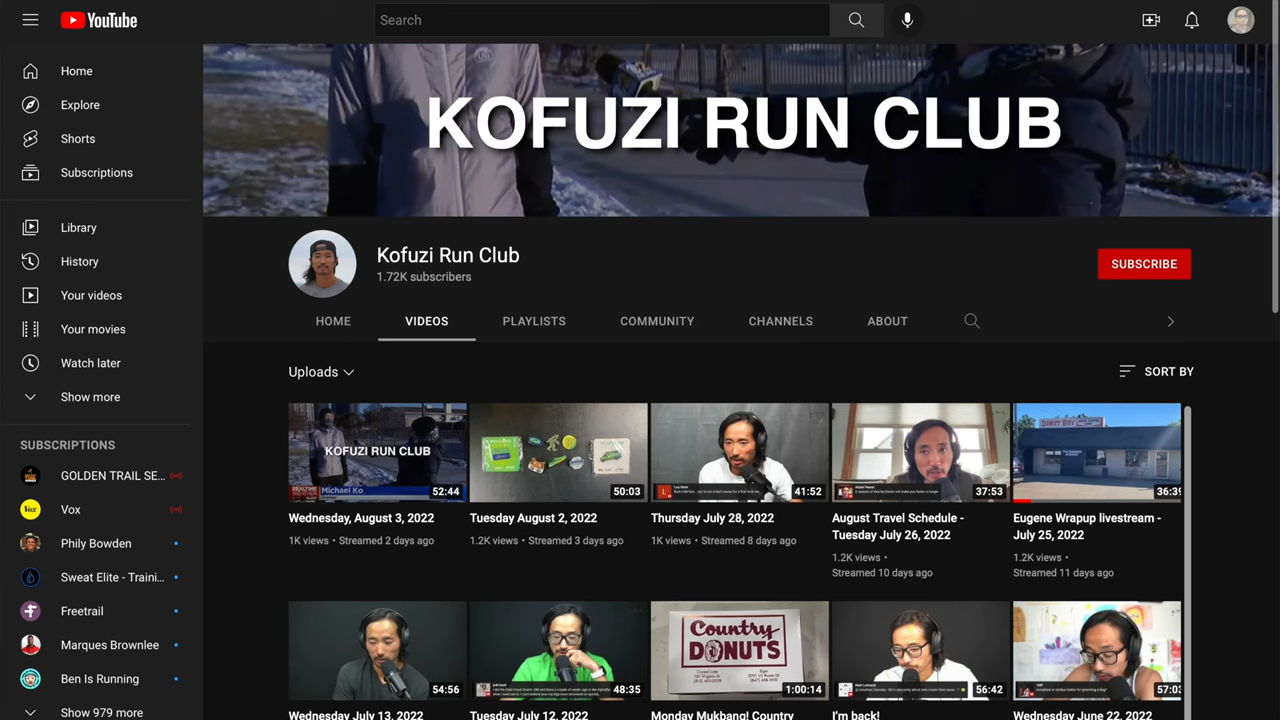 YouTube
Search
Home
Explore
Shorts
Subscriptions
Library
History
Your videos
Your movies
Watch later
Show more
SUBSCRIPTIONS
GOLDEN TRAIL SE...
Vox
Phily Bowden
Sweat Elite - Traini...
Freetrail
Marques Brownlee
Ben Is Running
Show 979 more
KOFUZI RUN CLUB
Kofuzi Run Club
1.72K subscribers
SUBSCRIBE
HOME VIDEOS PLAYLISTS COMMUNITY CHANNELS ABOUT
Uploads
SORT BY
KOFUZI RUN CLUB
Michael Ko
52:44
Wednesday, August 3, 2022
1K views • Streamed 2 days ago
50:03
Tuesday August 2, 2022
1.2K views • Streamed 3 days ago
41:52
Thursday July 28, 2022
1K views • Streamed 8 days ago
37:53
August Travel Schedule -
Tuesday July 26, 2022
1.2K views •
Streamed 10 days ago
DONUT BOY
36:39
Eugene Wrapup livestream -
July 25, 2022
1.2K views •
Streamed 11 days ago
54:56
Wednesday July 13, 2022
48:35
Tuesday July 12, 2022
Country
DONUTS
1:00:14
Monday Mukbang! Country
56:42
I'm back!
57:03
Wednesday June 22, 2022